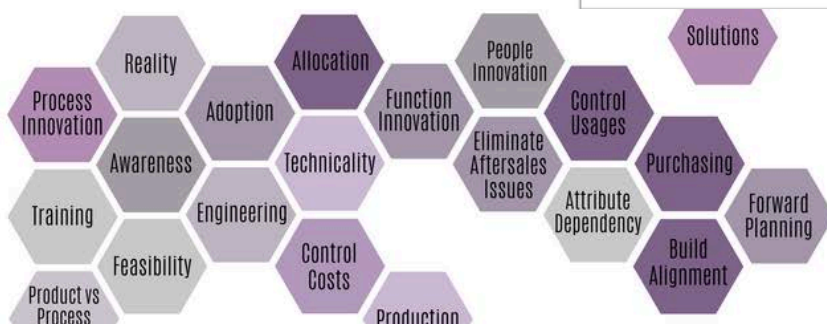 Solutions
People
Innovation
Allocation
Reality
Control
Usages
Function
Innovation
Adoption
Process
Innovation
Eliminate
Aftersales
Issues
Purchasing
Technicality
Awareness
Attribute
Dependency
Forward
Planning
Engineering
Training
Build
Alignment
Control
Costs
Feasibility
Product vs
Process
Production